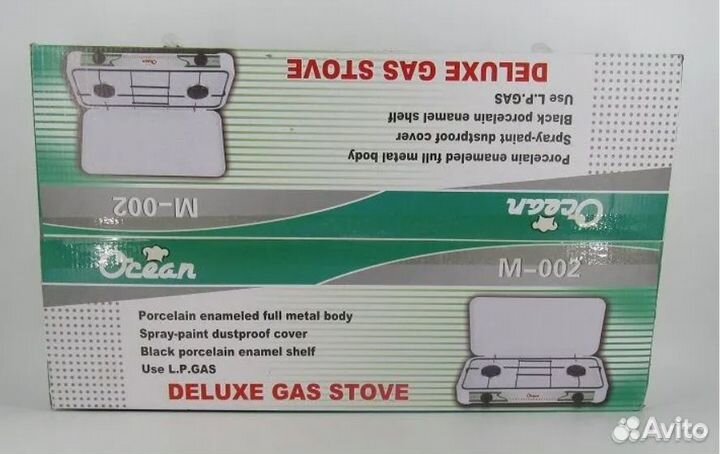 DELUXE GAS STOVE
Use L.P.GAS
Black porcelain enamel shelf
Spray-paint dustproof cover
Porcelain enameled full metal body
M-002
Ocean
Ocean
M-002
Porcelain enameled full metal body
Spray-paint dustproof cover
Black porcelain enamel shelf
Use L.P.GAS
DELUXE GAS STOVE
Ocean
Avito